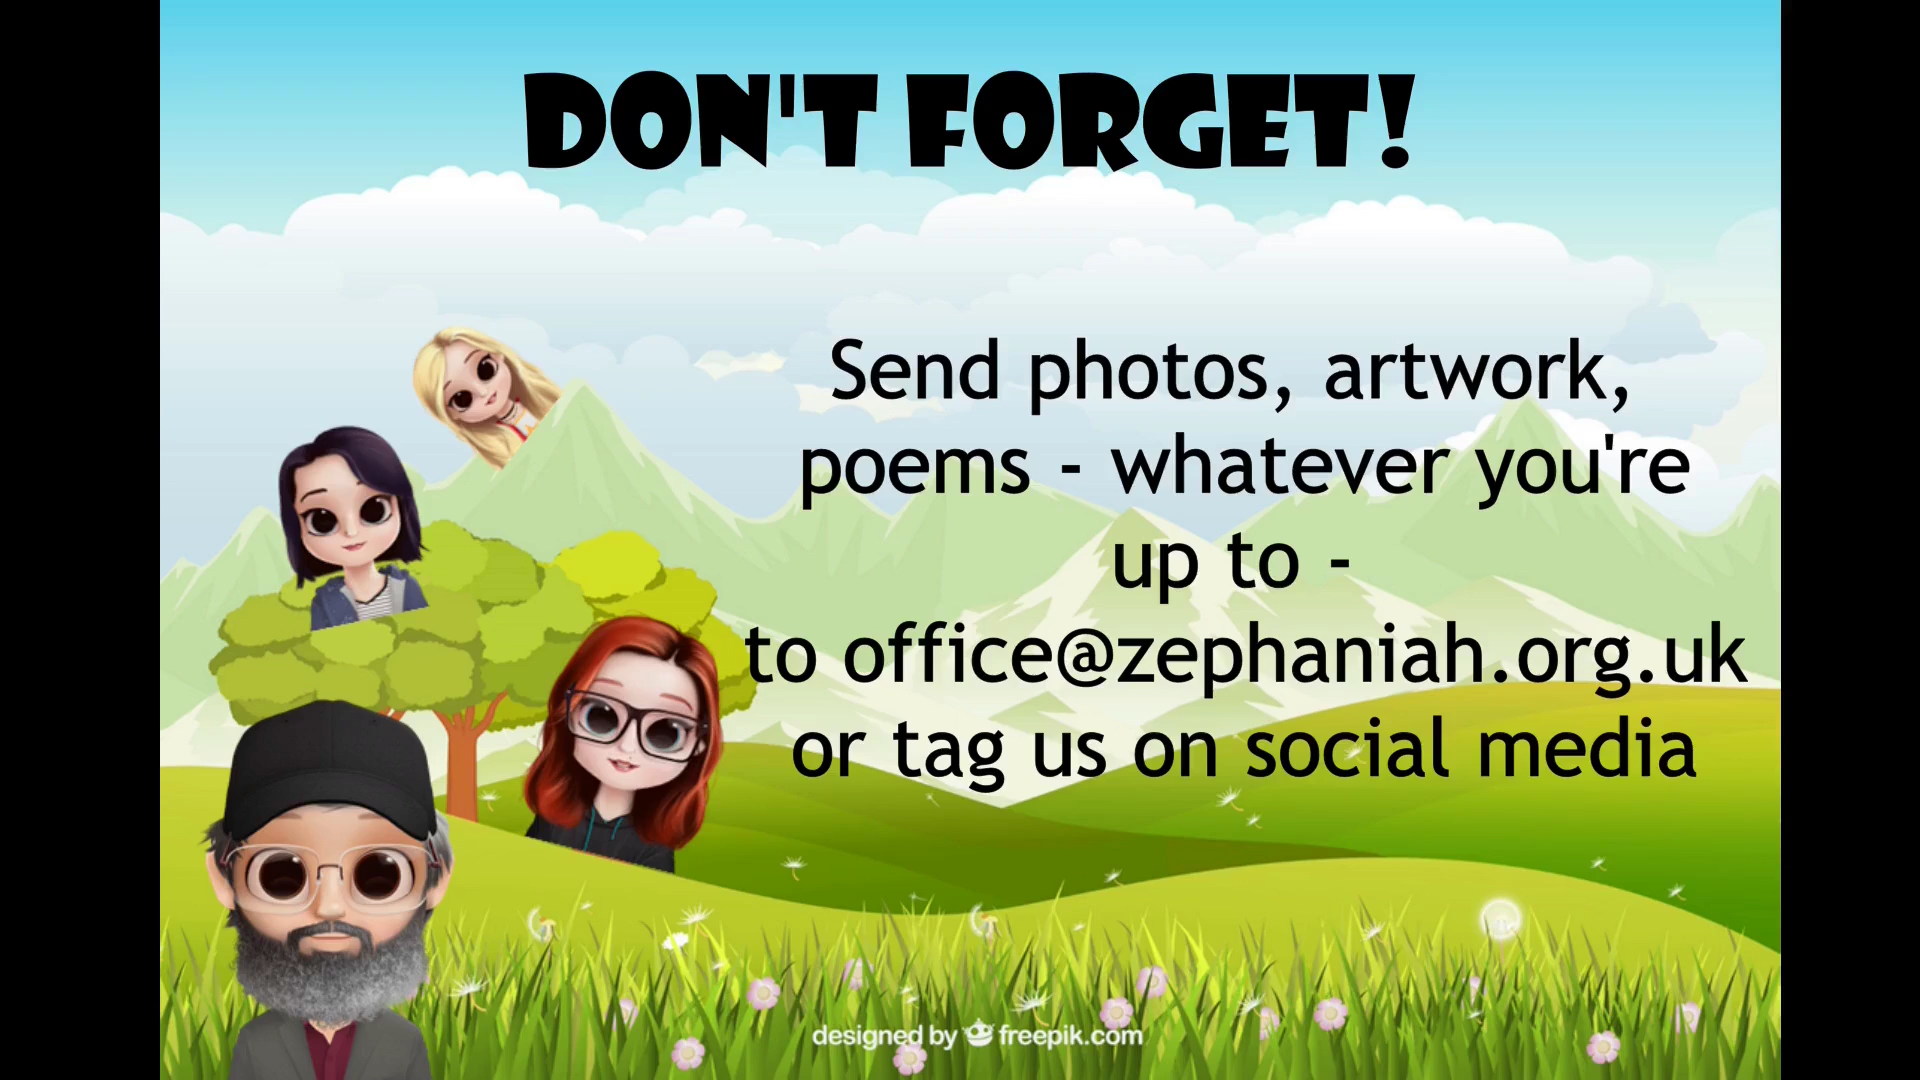 DON'T FORGET!
Send photos, artwork,
poems - whatever you're
up to -
to office@zephaniah.org.uk
or tag us on social media
designed by freepik.com